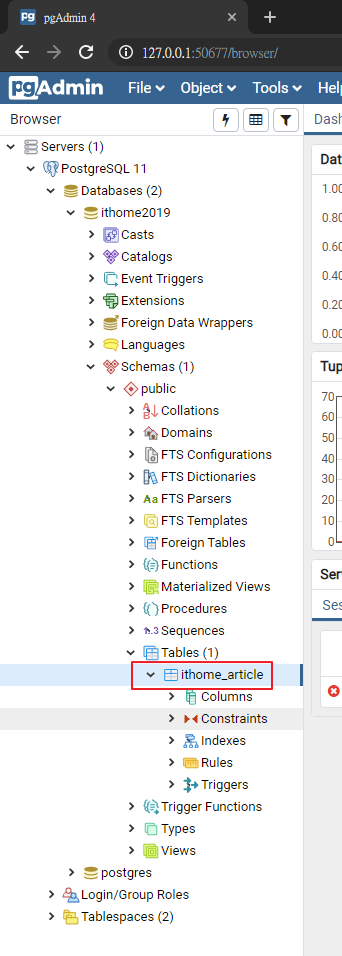 pgAdmin 4
127.0.0.1:50677/browser/
pgAdmin File Object Tools Help
Browser
Servers (1)
PostgreSQL 11
Databases (2)
ithome2019
Casts
Catalogs
Event Triggers
Extensions
Foreign Data Wrappers
Languages
Schemas (1)
public
Collations
Domains
FTS Configurations
FTS Dictionaries
Aa FTS Parsers
FTS Templates
Foreign Tables
Functions
Materialized Views
Procedures
1..3 Sequences
Tables (1)
ithome_article
Columns
Constraints
Indexes
Rules
Triggers
Trigger Functions
Types
Views
postgres
Login/Group Roles
Tablespaces (2)
Dash
Dat
1.00
0.80
0.60
0.40
0.20
0.00
Tup
70
60
50
40
30
20
10
0
Ser
Ses